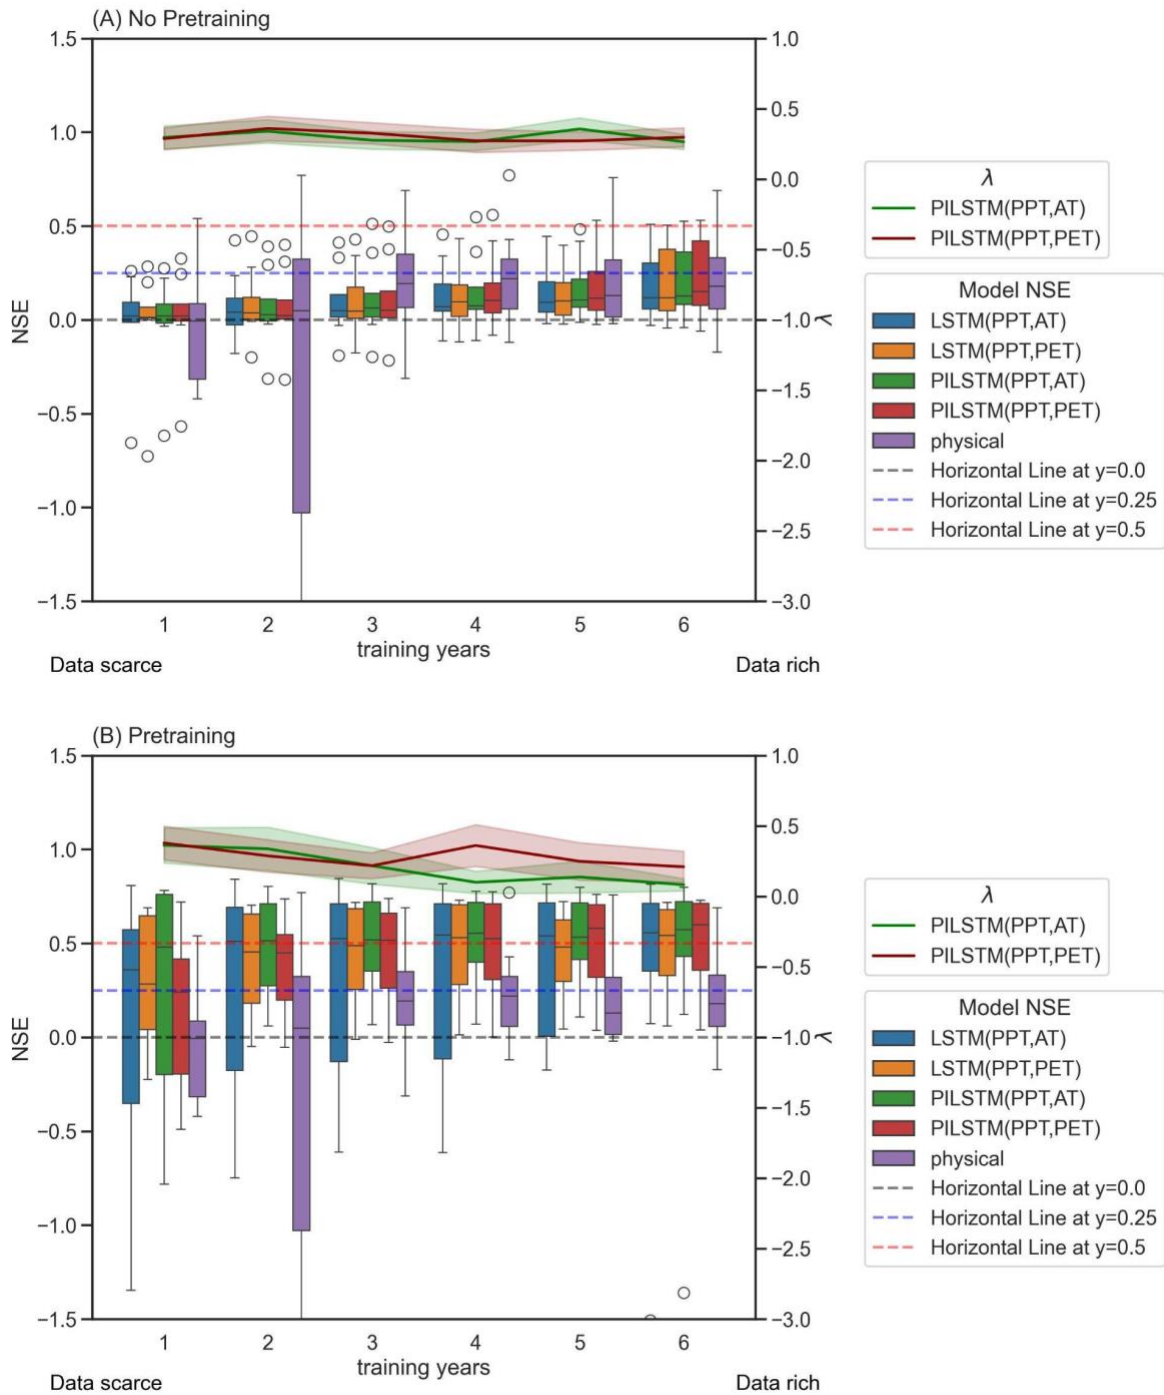 (A) No Pretraining
1.5
1.0
0.5
0.0
−0.5
−1.0
−1.5
NSE
1.0
0.5
0.0
−0.5
−1.0
−1.5
−2.0
−2.5
−3.0
λ
1 2 3 4 5 6
training years
Data scarce
Data rich
λ
PILSTM(PPT,AT)
PILSTM(PPT,PET)
Model NSE
LSTM(PPT,AT)
LSTM(PPT,PET)
PILSTM(PPT,AT)
PILSTM(PPT,PET)
physical
Horizontal Line at y=0.0
Horizontal Line at y=0.25
Horizontal Line at y=0.5
(B) Pretraining
1.5
1.0
0.5
0.0
−0.5
−1.0
−1.5
NSE
1.0
0.5
0.0
−0.5
−1.0
−1.5
−2.0
−2.5
−3.0
λ
1 2 3 4 5 6
training years
Data scarce
Data rich
λ
PILSTM(PPT,AT)
PILSTM(PPT,PET)
Model NSE
LSTM(PPT,AT)
LSTM(PPT,PET)
PILSTM(PPT,AT)
PILSTM(PPT,PET)
physical
Horizontal Line at y=0.0
Horizontal Line at y=0.25
Horizontal Line at y=0.5